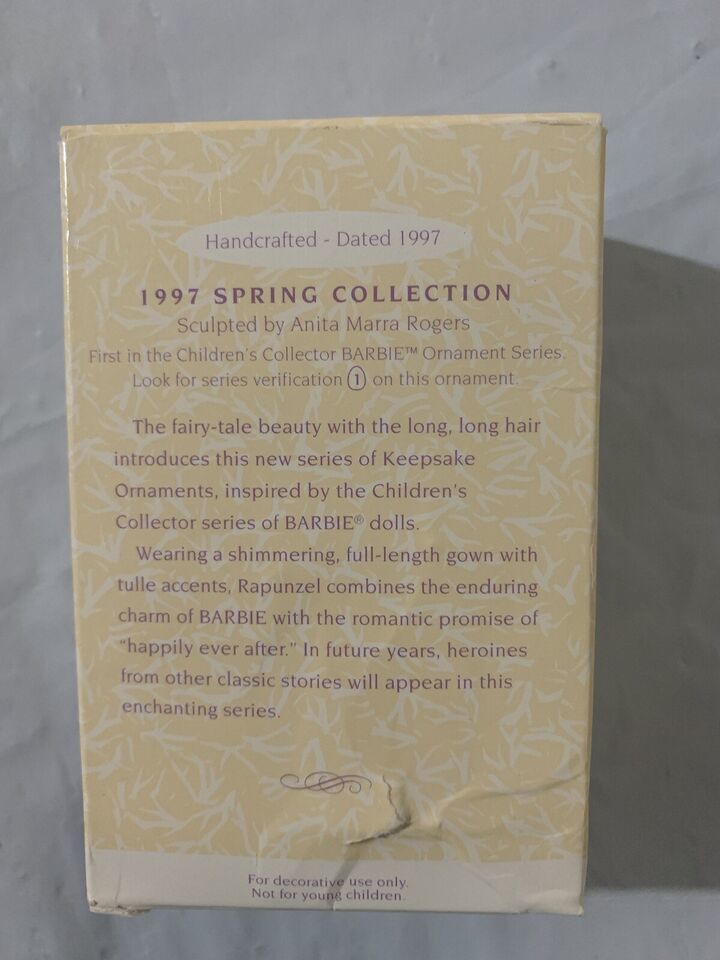 Handcrafted - Dated 1997
1997 SPRING COLLECTION
Sculpted by Anita Marra Rogers
First in the Children's Collector BARBIE™ Ornament Series.
Look for series verification ① on this ornament.
The fairy-tale beauty with the long, long hair
introduces this new series of Keepsake
Ornaments, inspired by the Children's
Collector series of BARBIE® dolls.
Wearing a shimmering, full-length gown with
tulle accents, Rapunzel combines the enduring
charm of BARBIE with the romantic promise of
"happily ever after." In future years, heroines
from other classic stories will appear in this
enchanting series.
For decorative use only.
Not for young children.